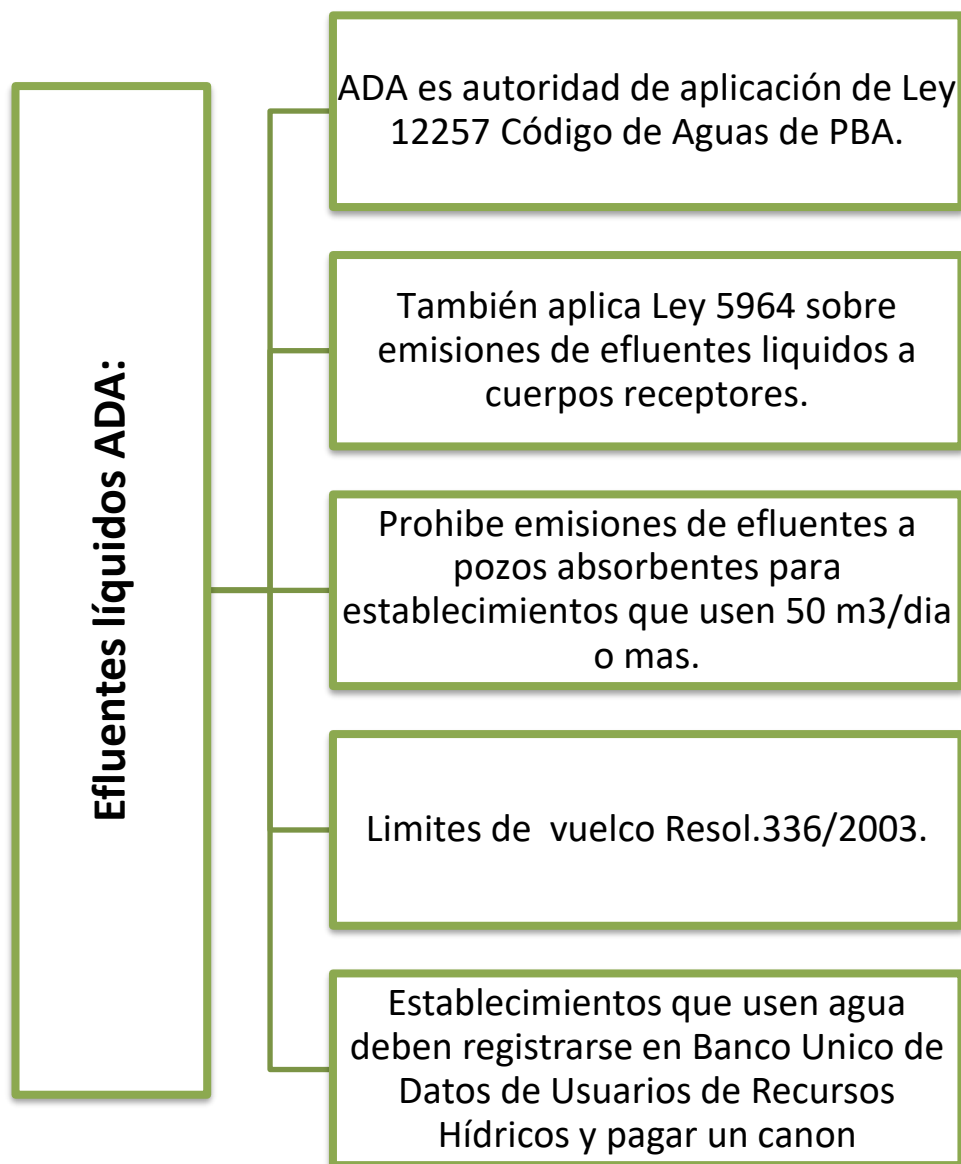 Efluentes líquidos ADA:
ADA es autoridad de aplicación de Ley
12257 Código de Aguas de PBA.
También aplica Ley 5964 sobre
emisiones de efluentes liquidos a
cuerpos receptores.
Prohibe emisiones de efluentes a
pozos absorbentes para
establecimientos que usen 50 m3/dia
o mas.
Limites de  vuelco Resol.336/2003.
Establecimientos que usen agua
deben registrarse en Banco Unico de
Datos de Usuarios de Recursos
Hídricos y pagar un canon